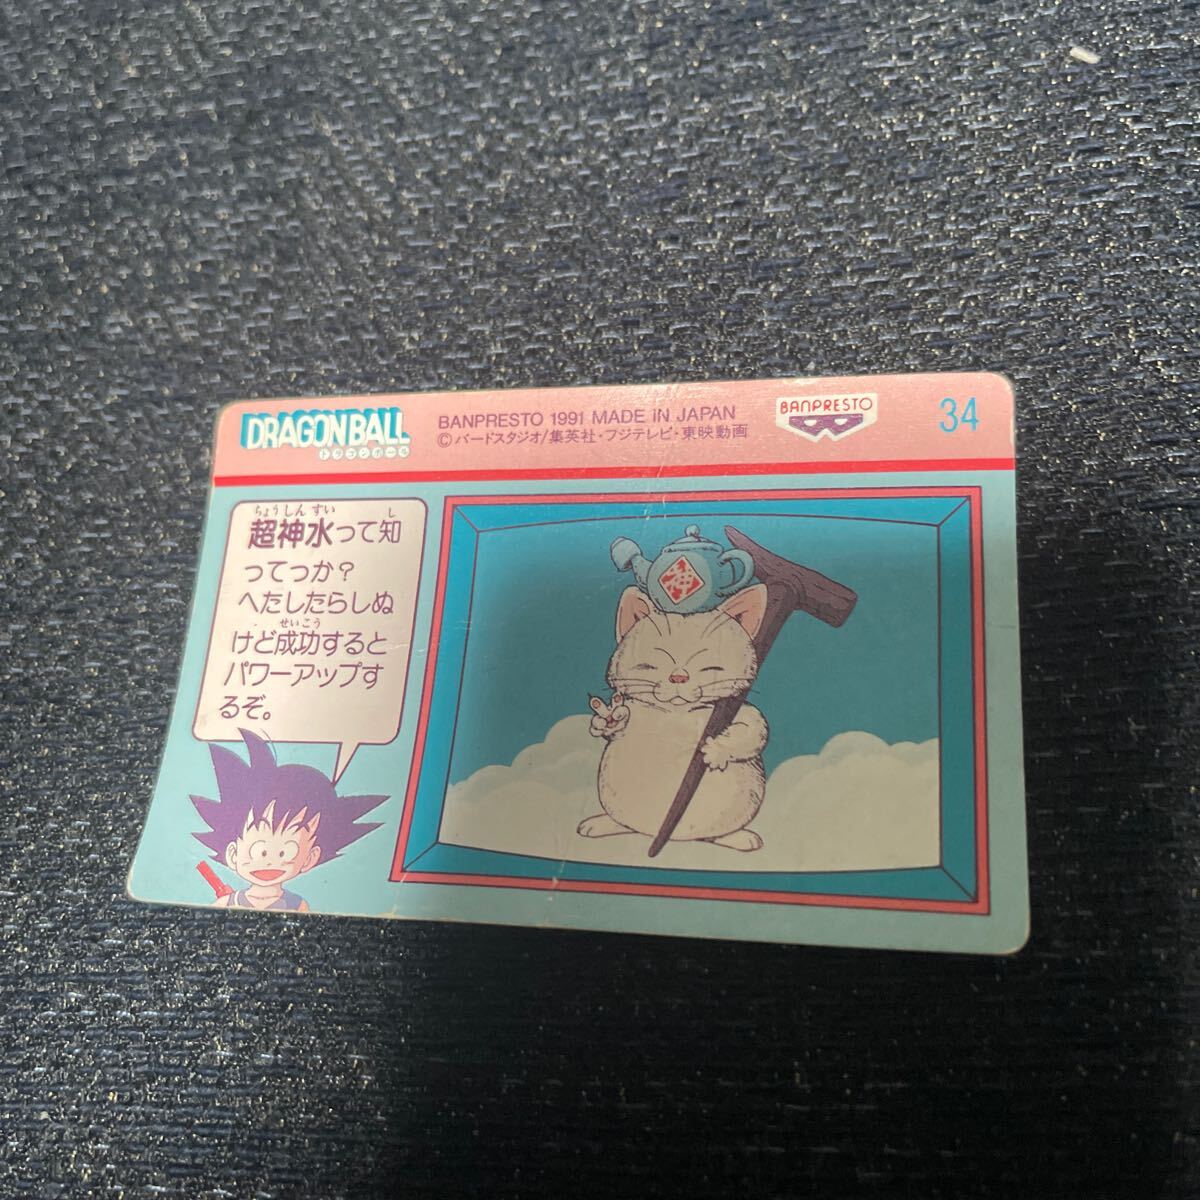 DRAGONBALL
ドラゴンボール
BANPRESTO 1991 MADE IN JAPAN
©バードスタジオ/集英社・フジテレビ・東映動画
BANPRESTO
34
ちょうしんすい し
超神水って知
ってっか?
へたしたらしぬ
せいこう
けど成功すると
パワーアップす
るぞ。